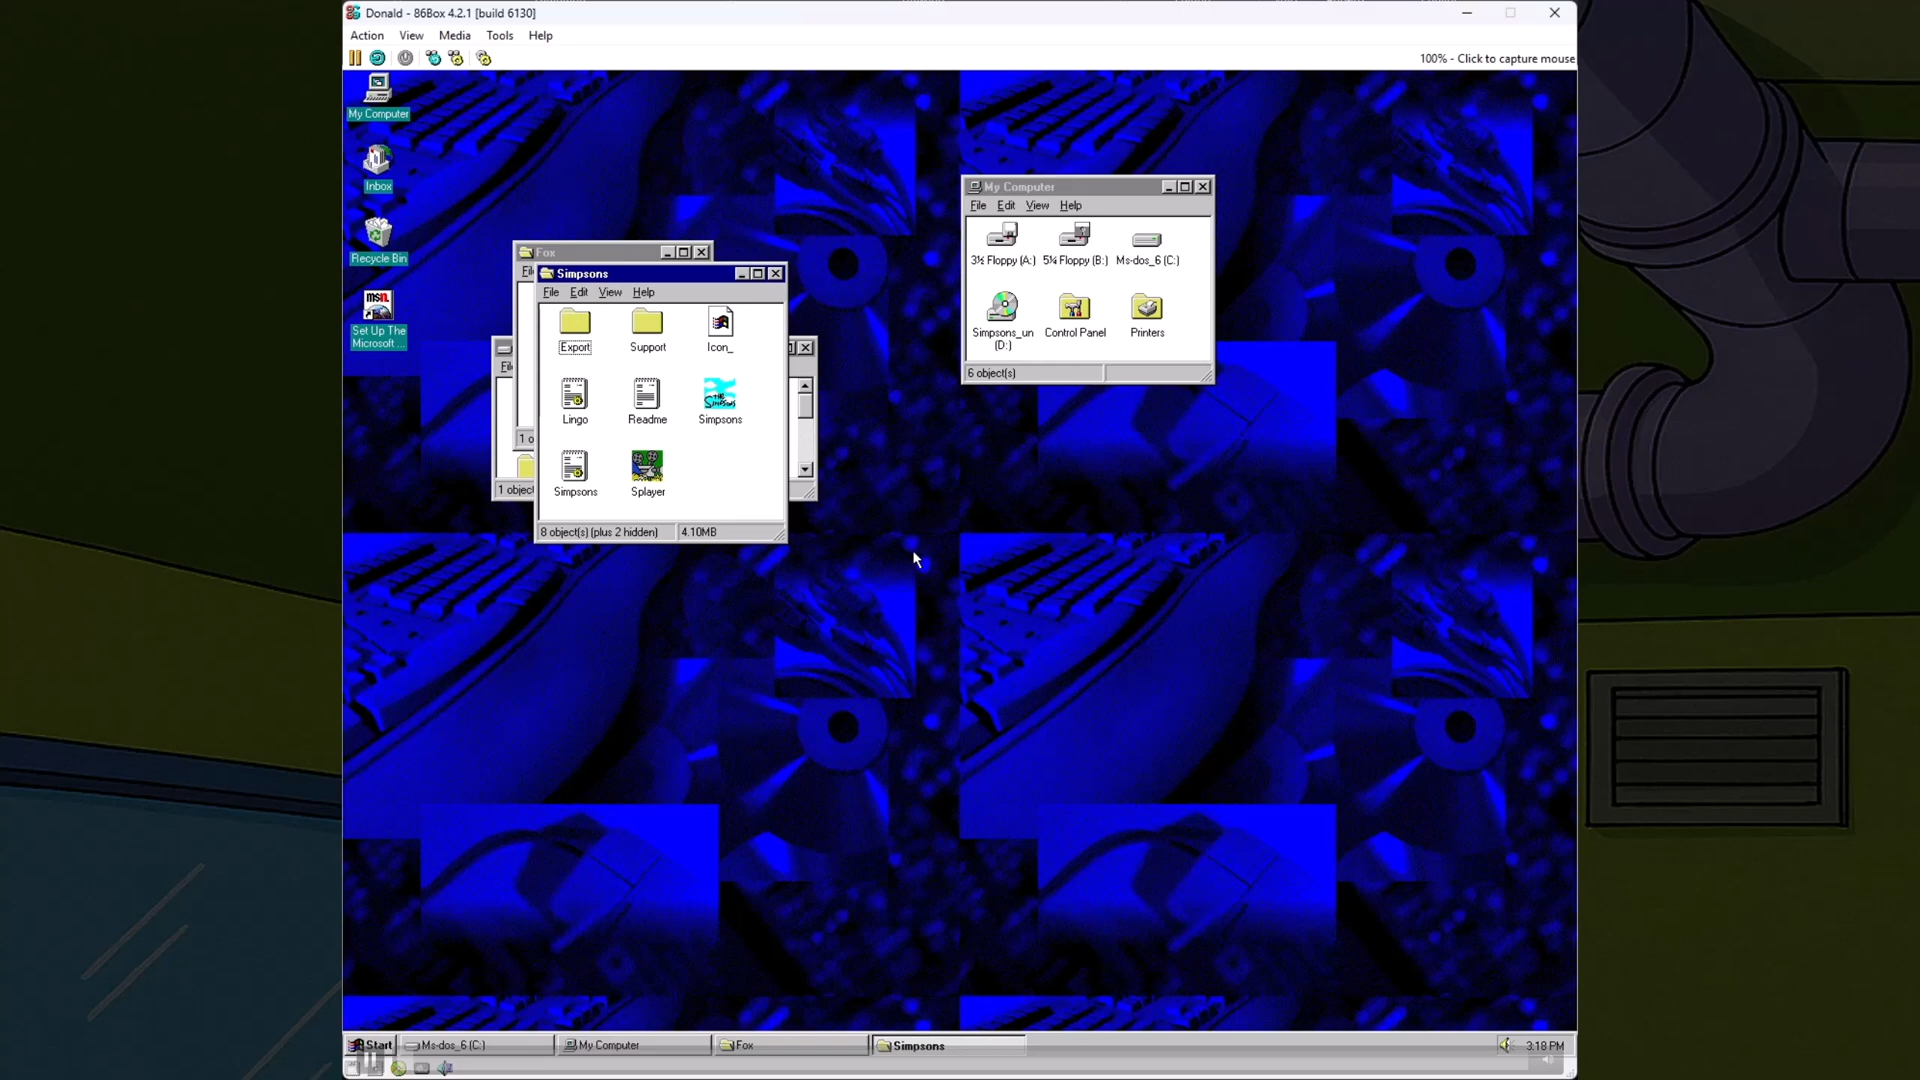 Donald - 86Box 4.2.1 [build 6130]
Action View Media Tools Help
100% - Click to capture mouse
My Computer
Inbox
Recycle Bin
msn.
Set Up The
Microsoft ...
My Computer
File Edit View Help
3½ Floppy (A:) 5¼ Floppy (B:) Ms-dos_6 (C:)
Simpsons_un
(D:)
Control Panel
Printers
6 object(s)
Fox
1 o
1 object
Simpsons
File Edit View Help
Export Support Icon_
THE
SIMPSONS
Lingo Readme Simpsons
Simpsons Splayer
8 object(s) (plus 2 hidden) 4.10MB
Start Ms-dos_6 (C:) My Computer Fox Simpsons 3:18 PM